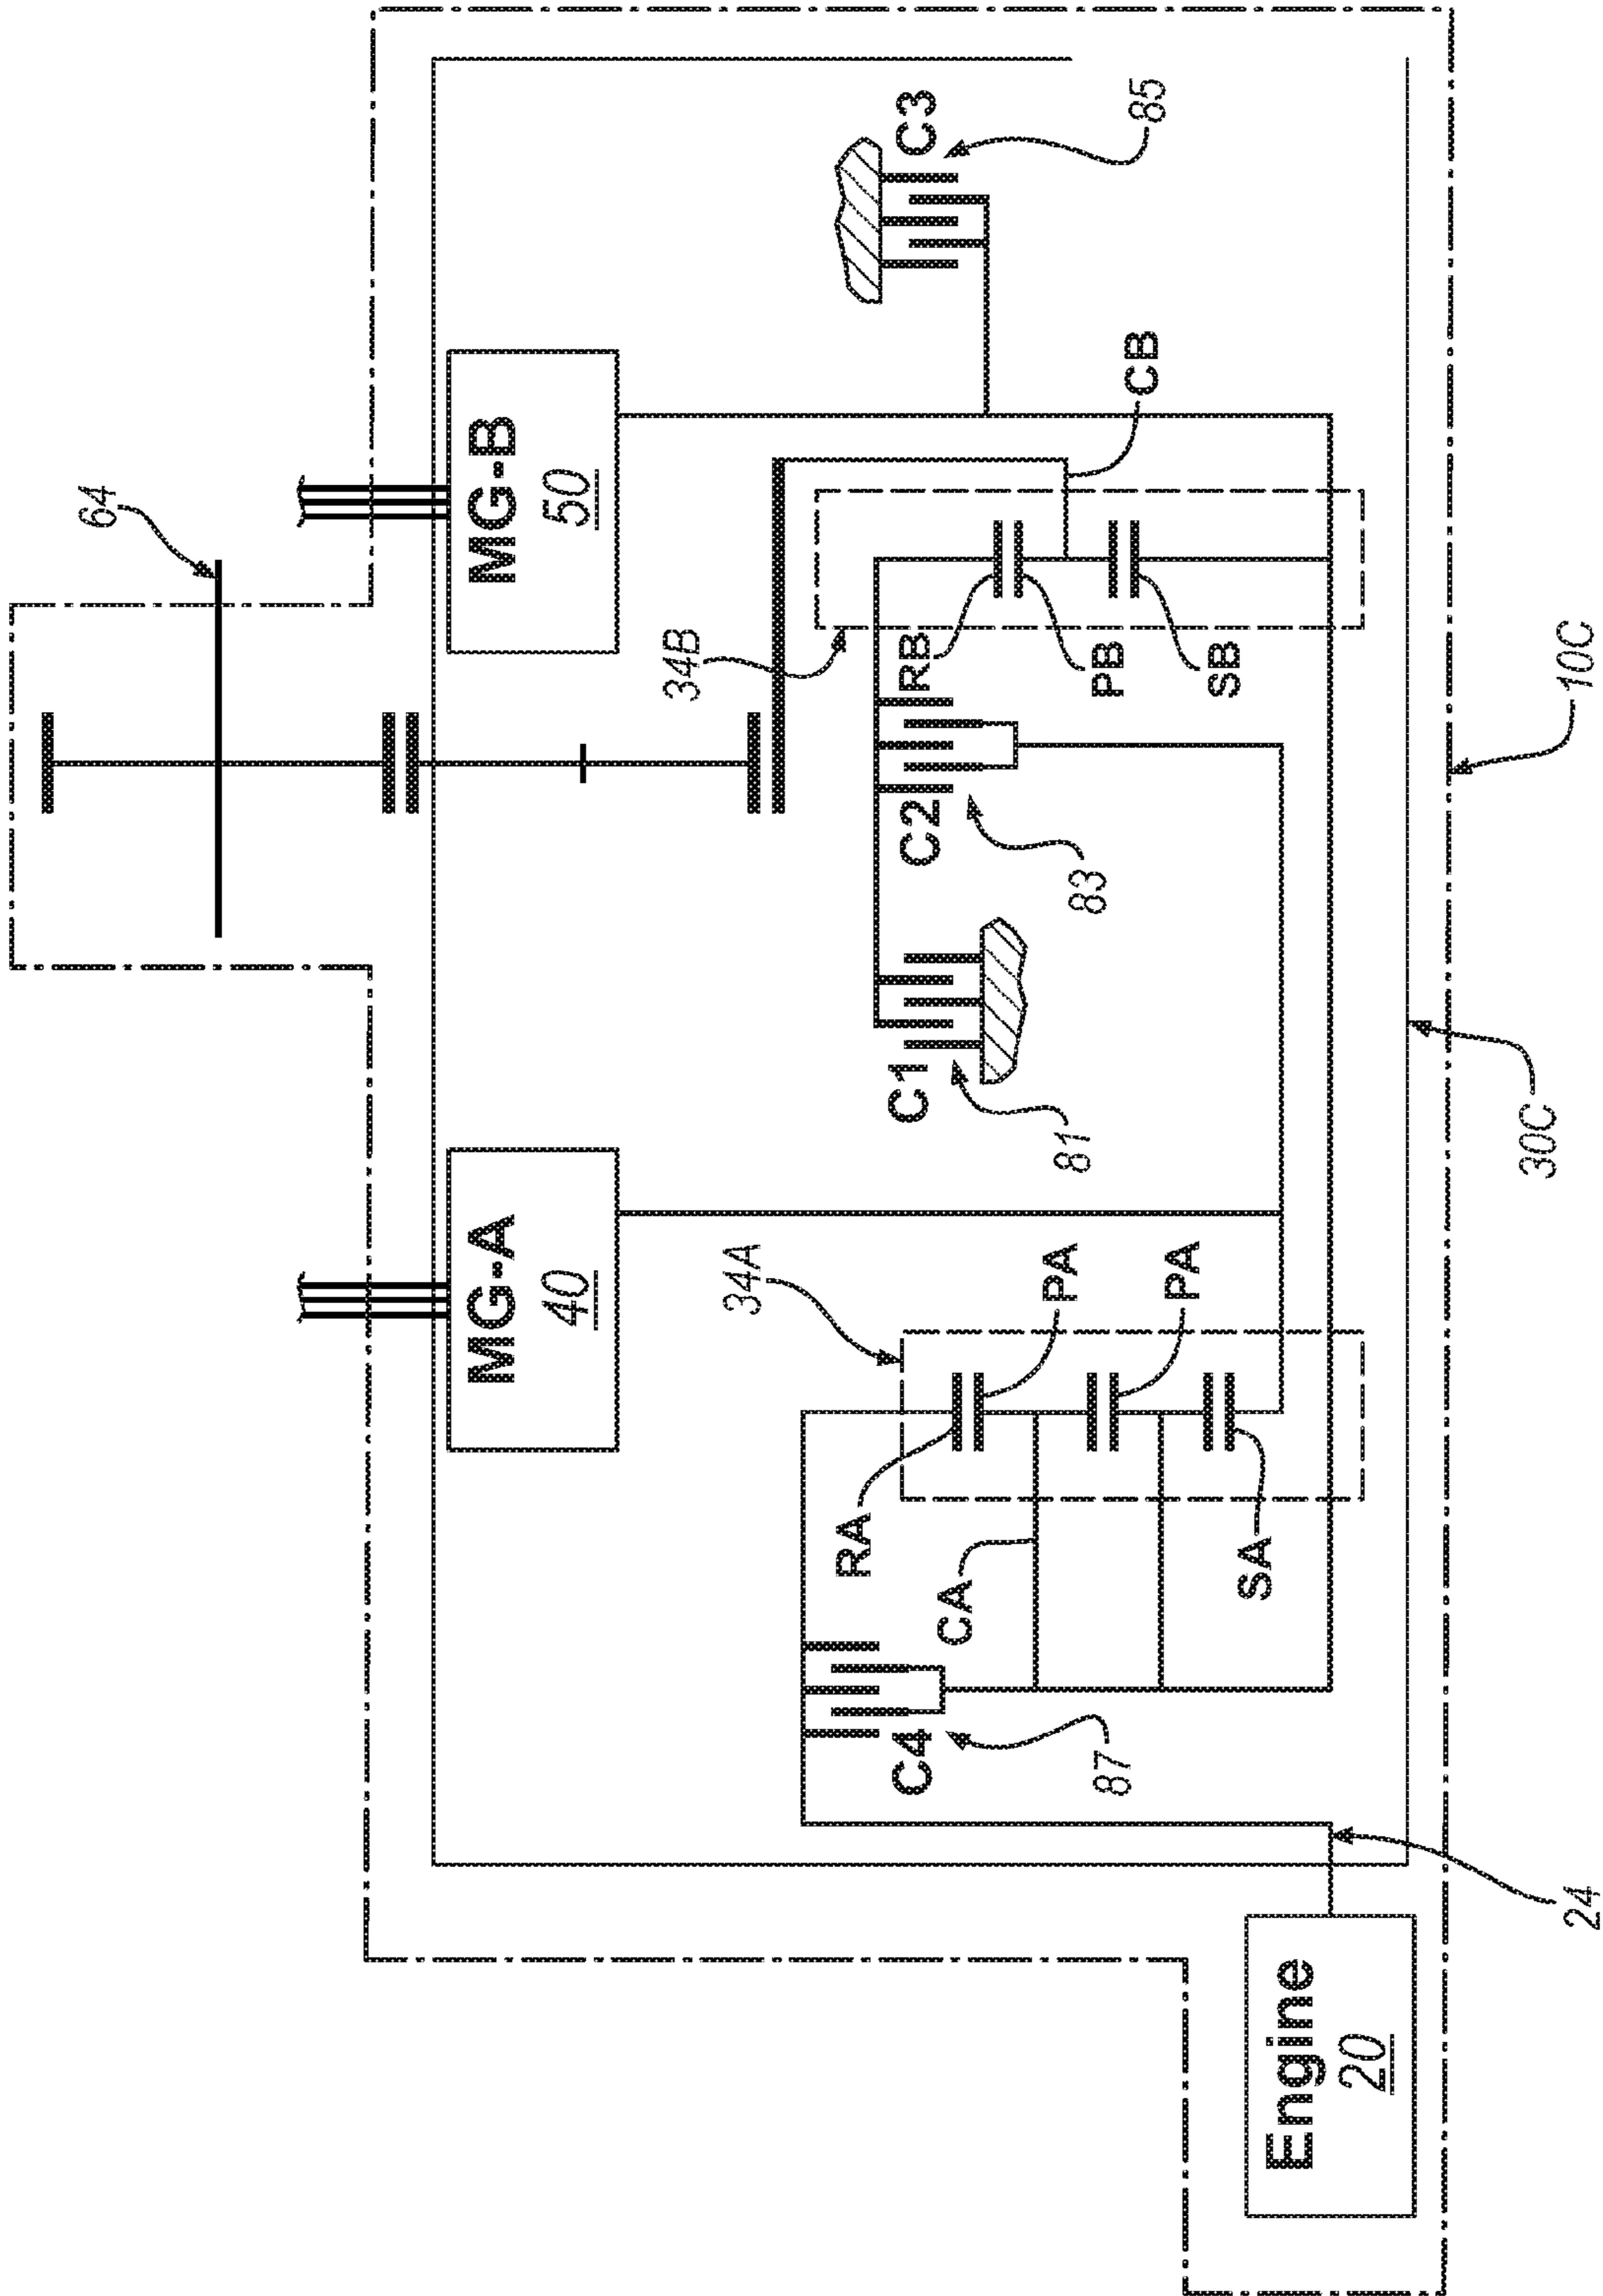 64
MG-B
50
MG-A
40
C3
85
CB
34B
RB
PB
SB
C2
83
C1
81
34A
PA
PA
RA
CA
SA
C4
87
10C
30C
24
Engine
20